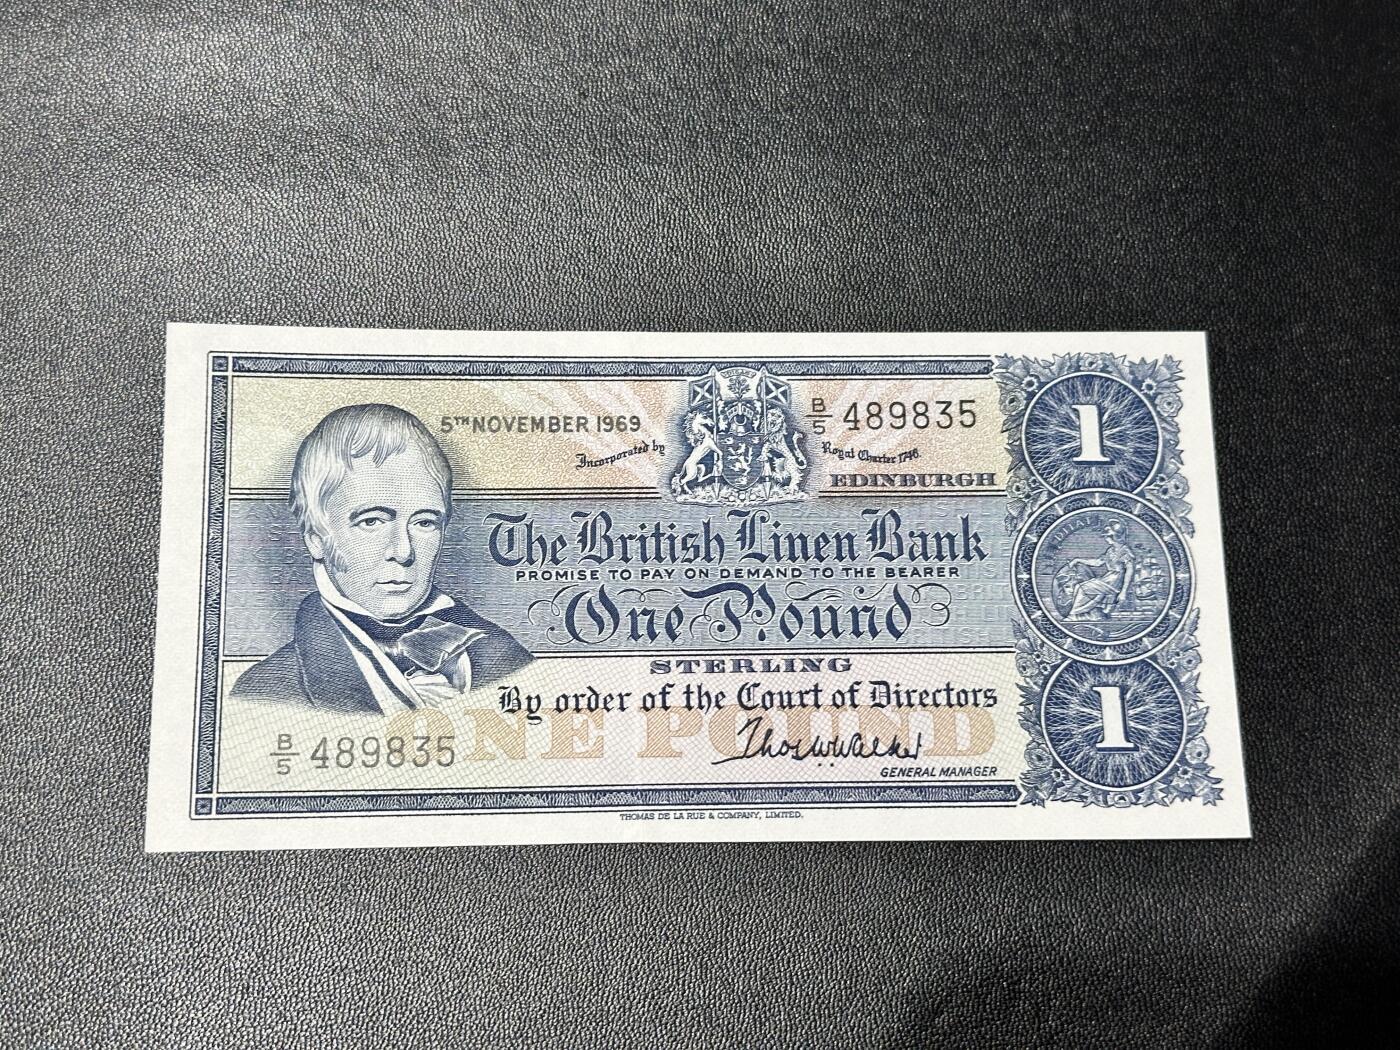 5TH NOVEMBER 1969
B/5 489835
Incorporated by Royal Charter 1746.
EDINBURGH
The British Linen Bank
PROMISE TO PAY ON DEMAND TO THE BEARER
One Pound
STERLING
By order of the Court of Directors
ONE POUND
Thos W Walker
GENERAL MANAGER
B/5 489835
1
1
THOMAS DE LA RUE & COMPANY, LIMITED.